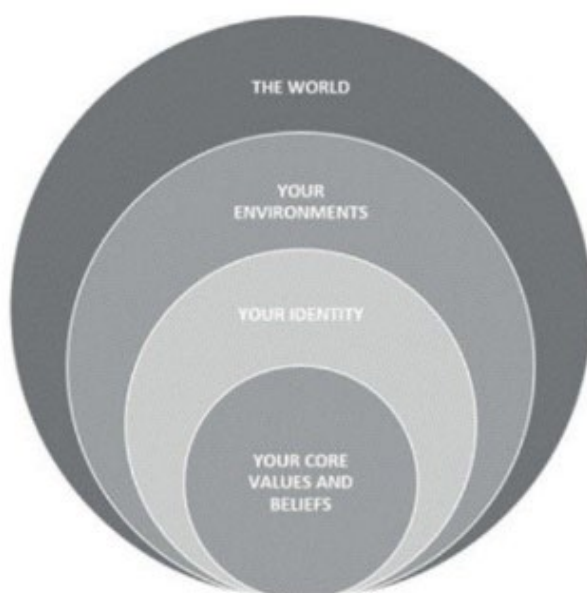 THE WORLD
YOUR
ENVIRONMENTS
YOUR IDENTITY
YOUR CORE
VALUES AND
BELIEFS